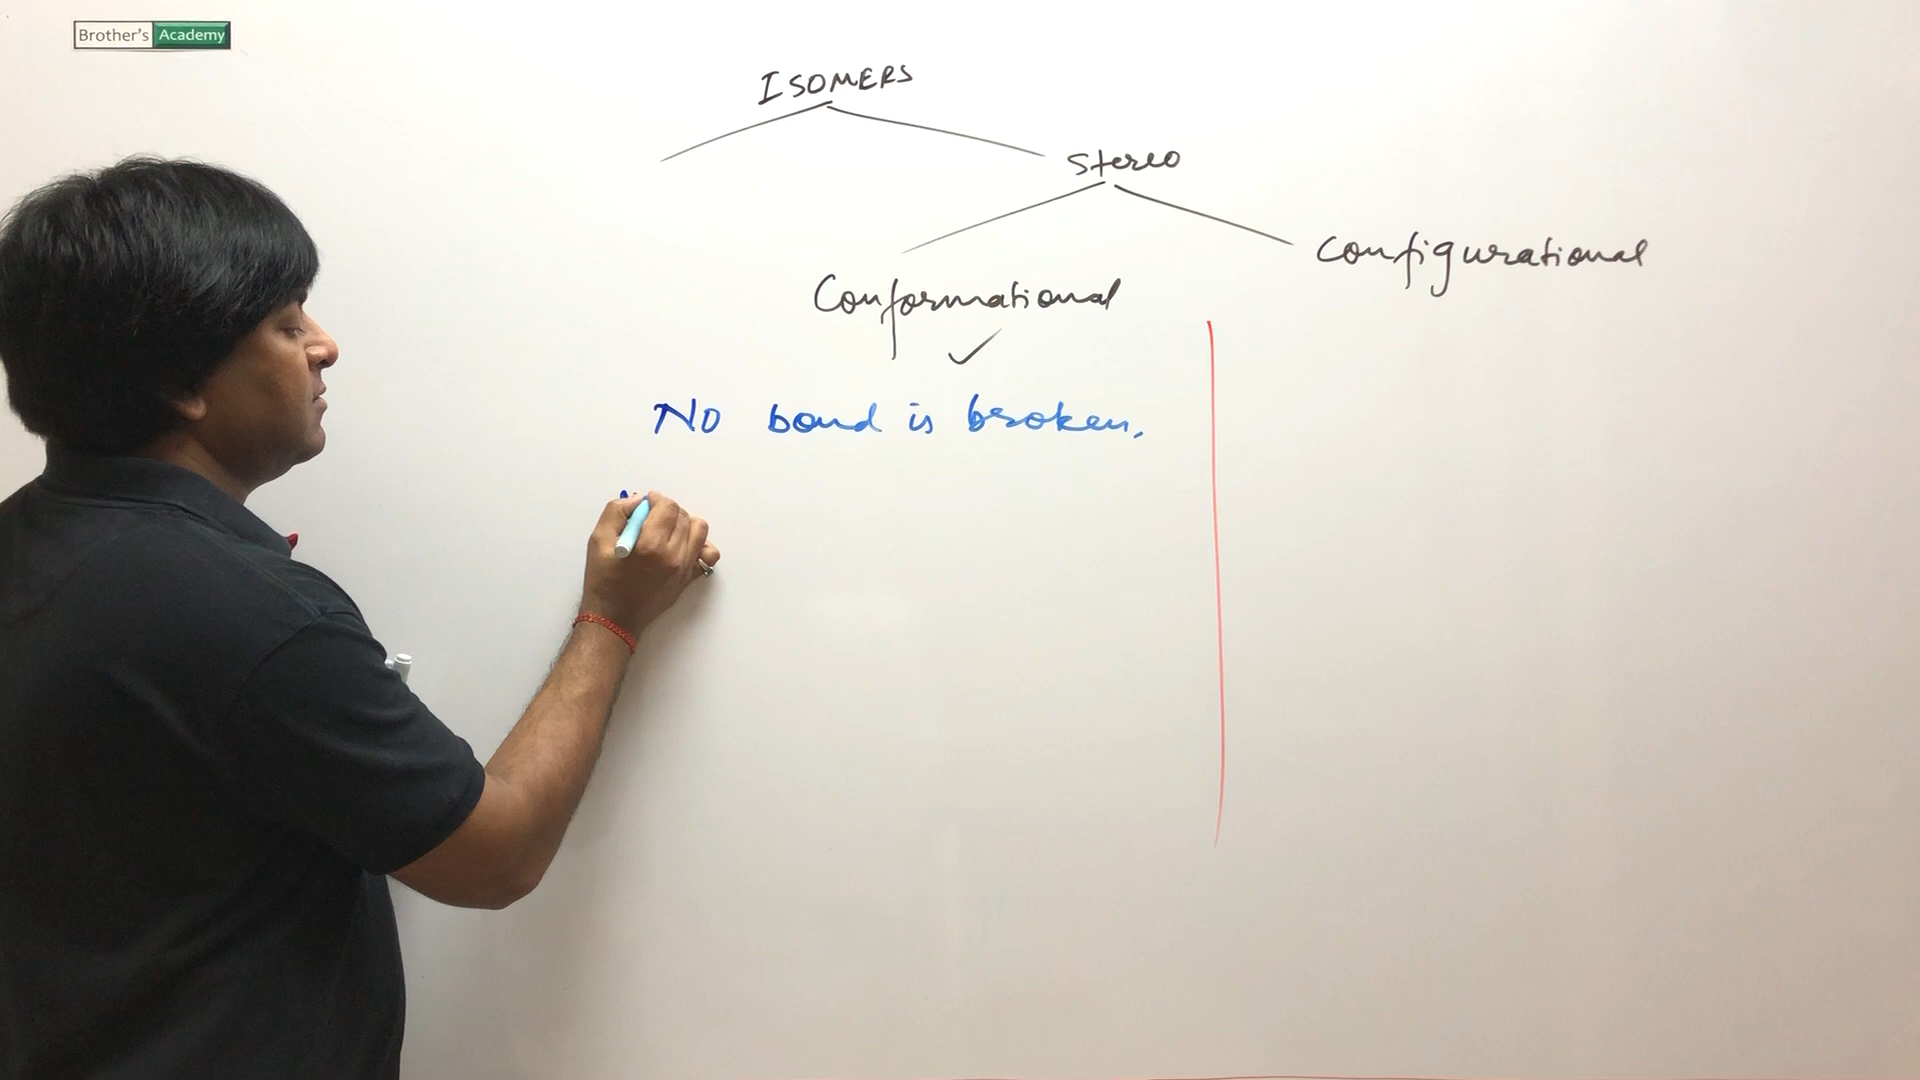 Brother's Academy
ISOMERS
Stereo
Configurational
Conformational
No bond is broken.